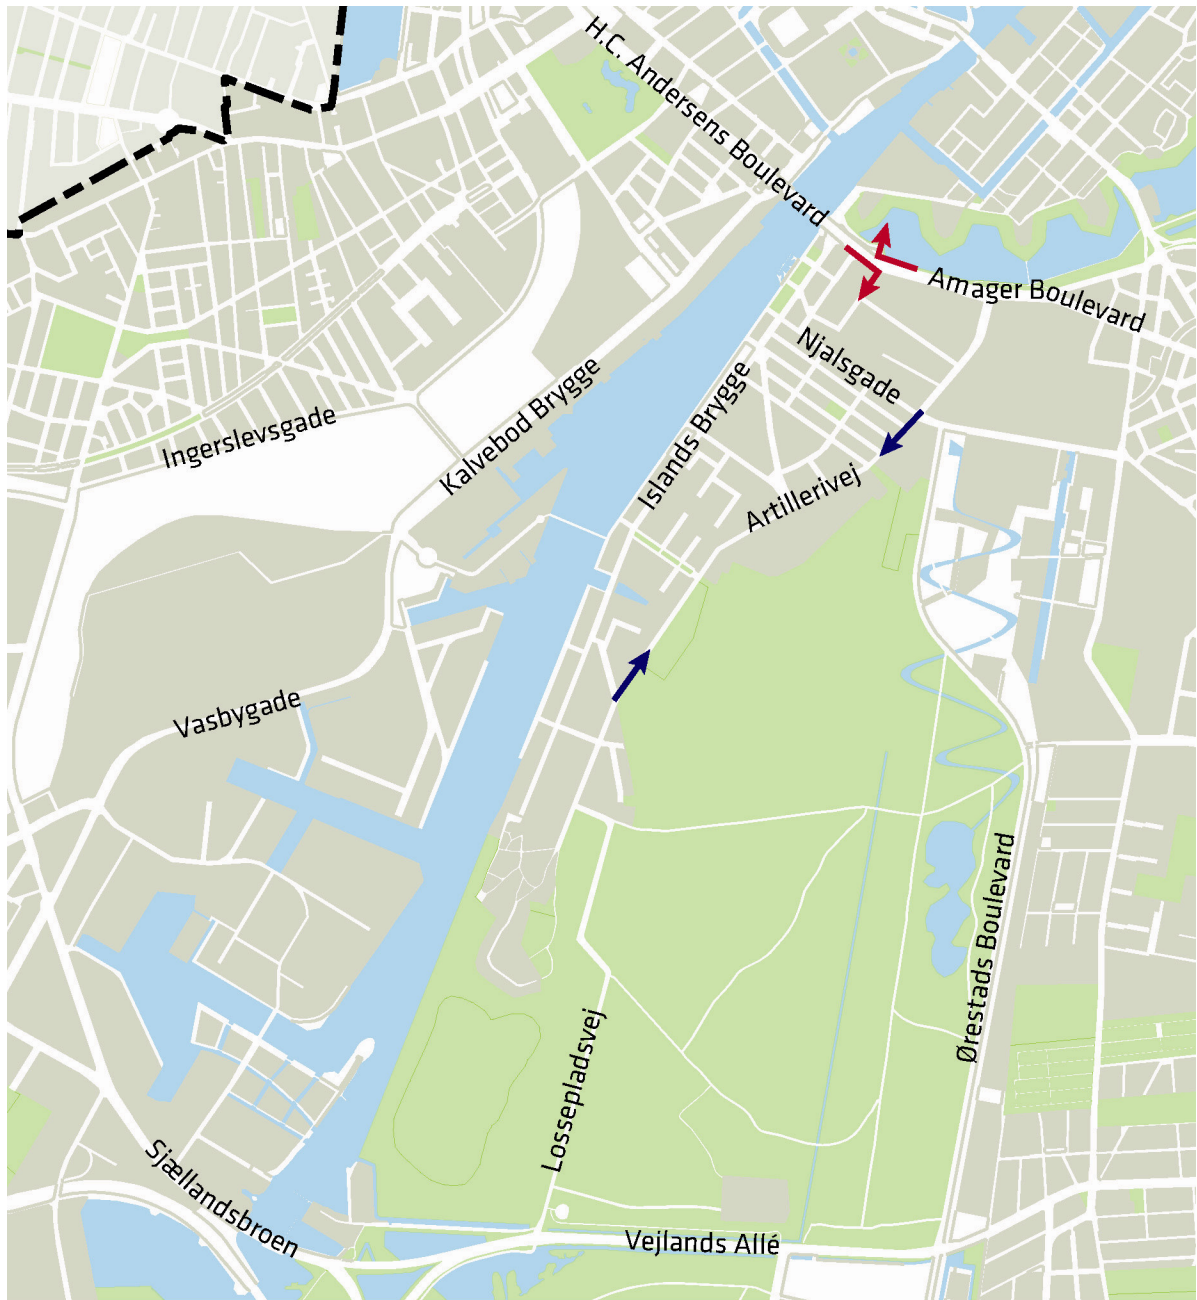 H.C. Andersens Boulevard
Amager Boulevard
Njalsgade
Islands Brygge
Kalvebod Brygge
Ingerslevsgade
Artillerivej
Vasbygade
Ørestads Boulevard
Lossepladsvej
Sjællandsbroen
Vejlands Allé